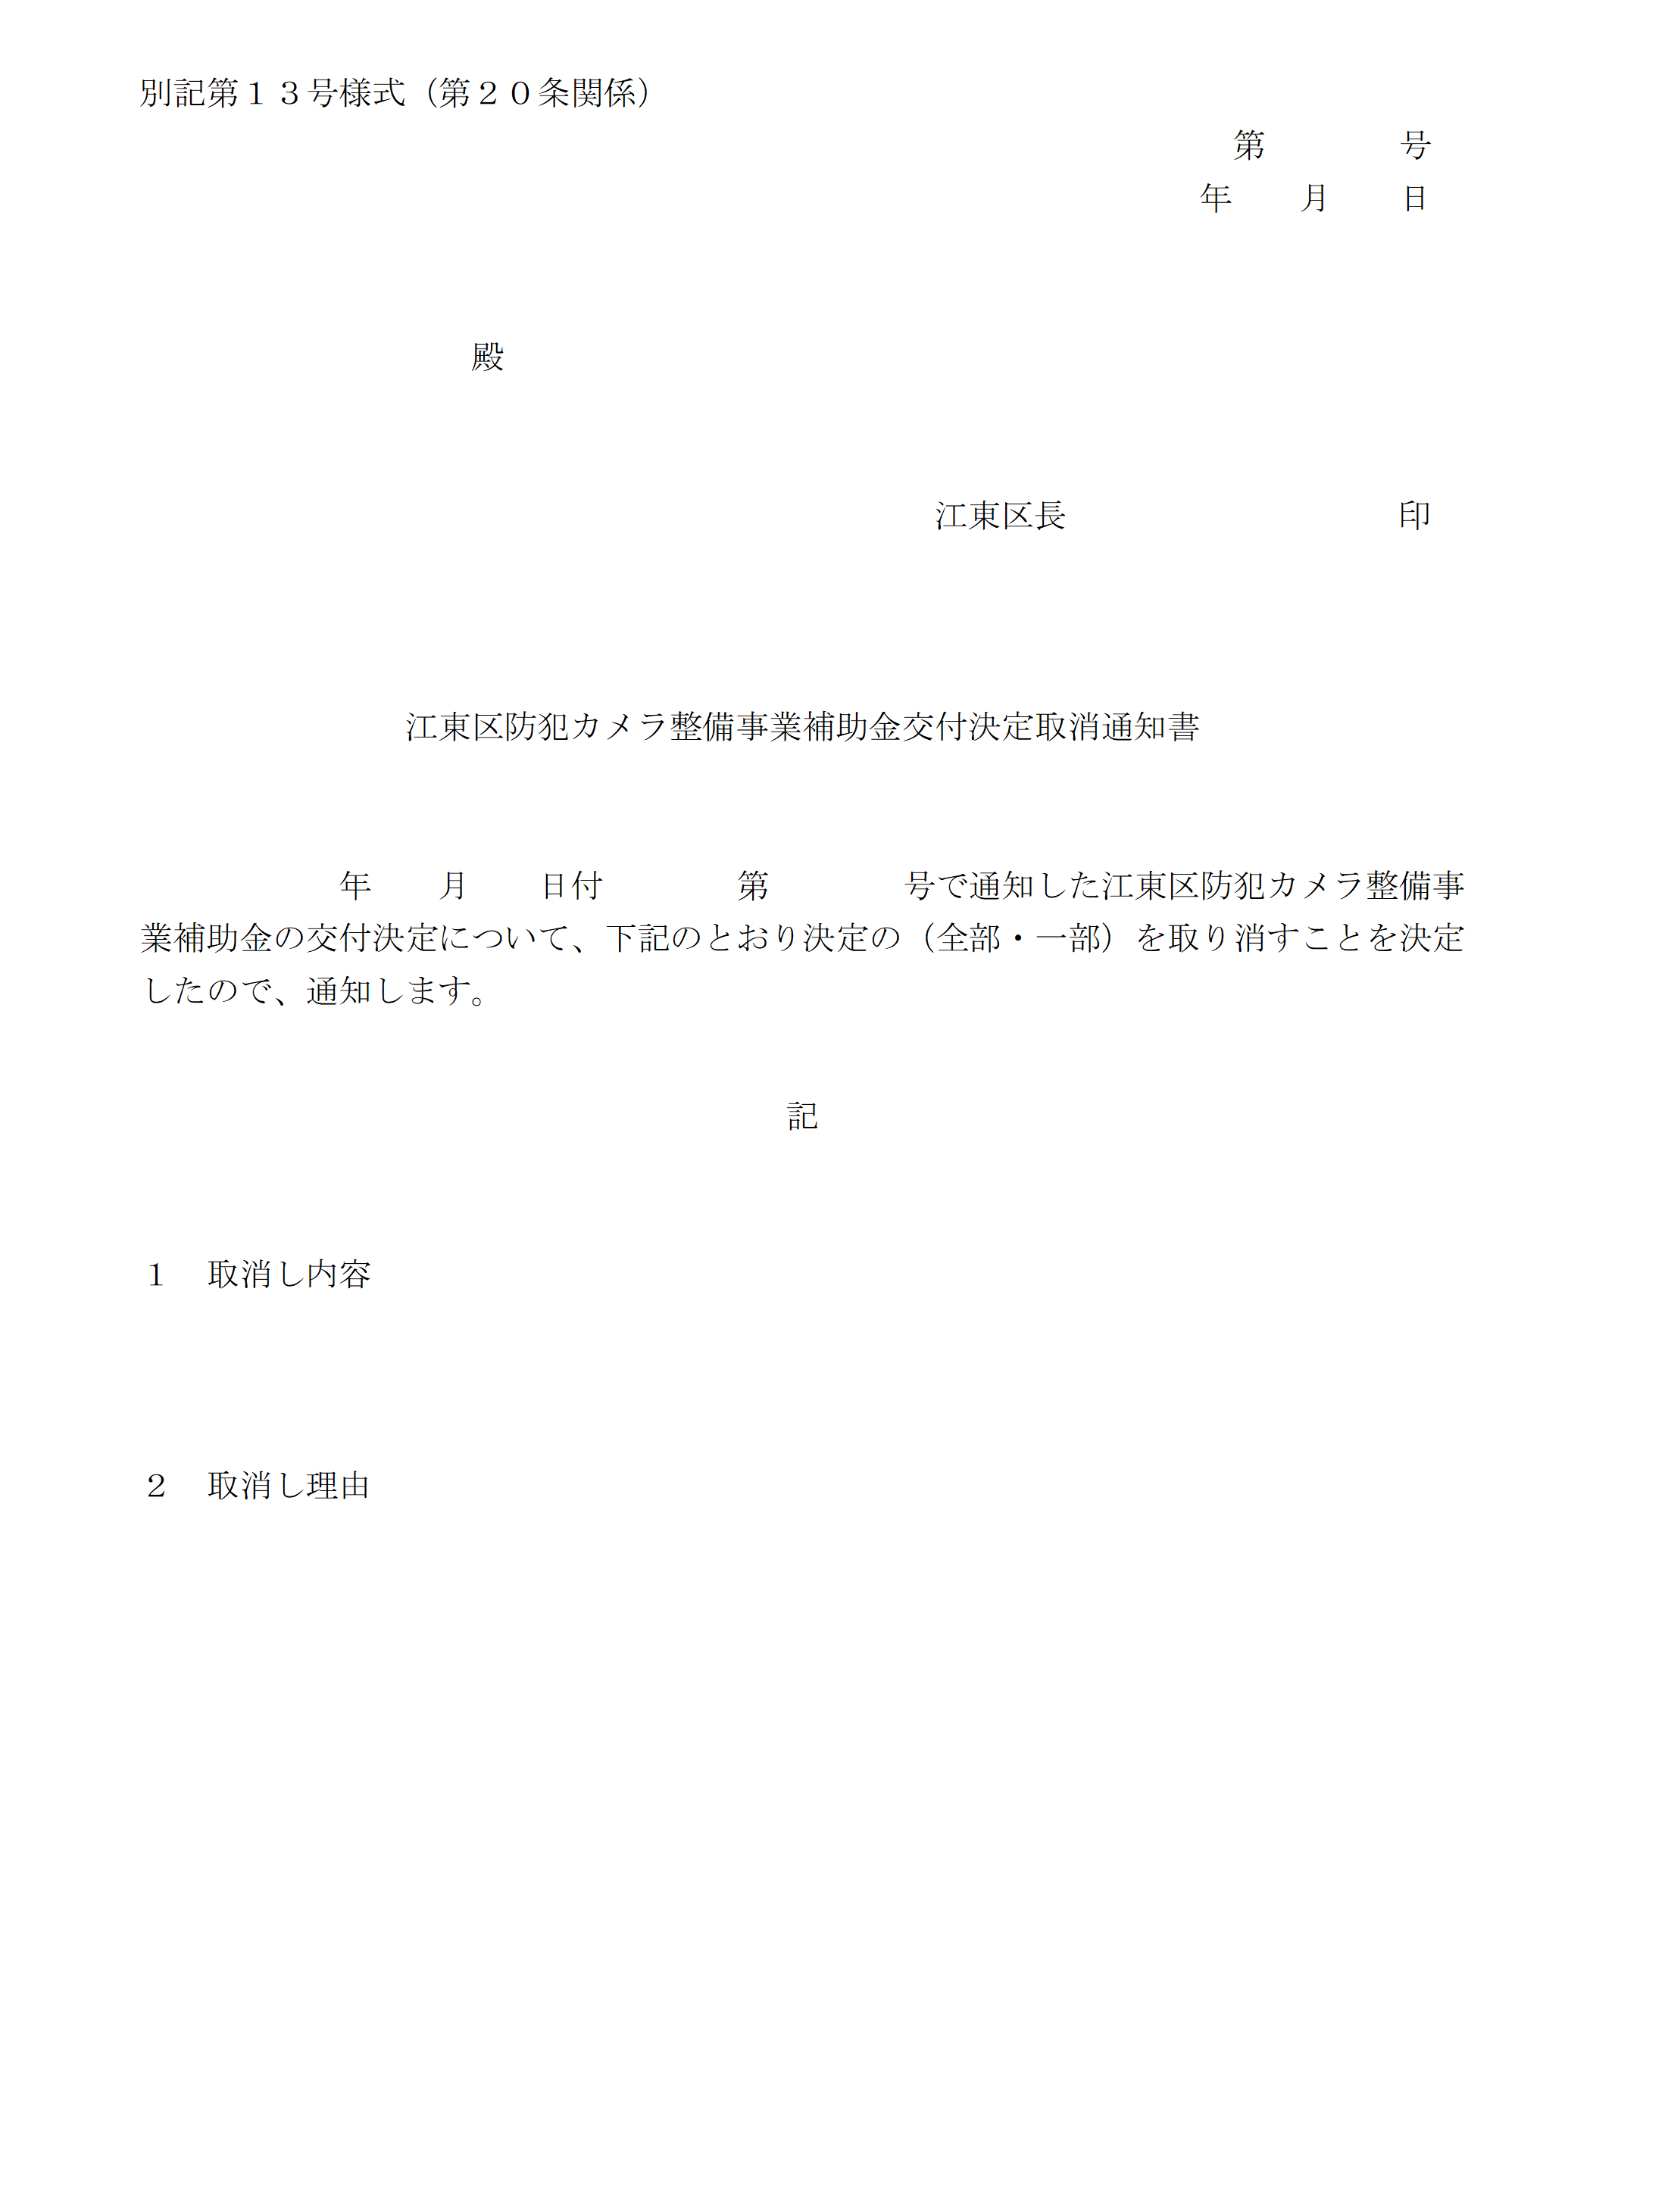 別記第１３号様式（第２０条関係）
第　　　　号
年　　月　　日
殿
江東区長　　　　　　　　　　印
江東区防犯カメラ整備事業補助金交付決定取消通知書
年　　月　　日付　　　　第　　　　号で通知した江東区防犯カメラ整備事
業補助金の交付決定について、下記のとおり決定の（全部・一部）を取り消すことを決定
したので、通知します。
記
１　取消し内容
２　取消し理由